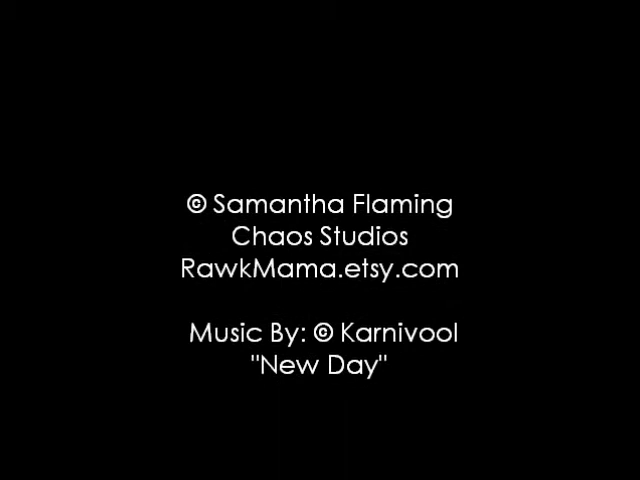 © Samantha Flaming
Chaos Studios
RawkMama.etsy.com
Music By: © Karnivool
"New Day"